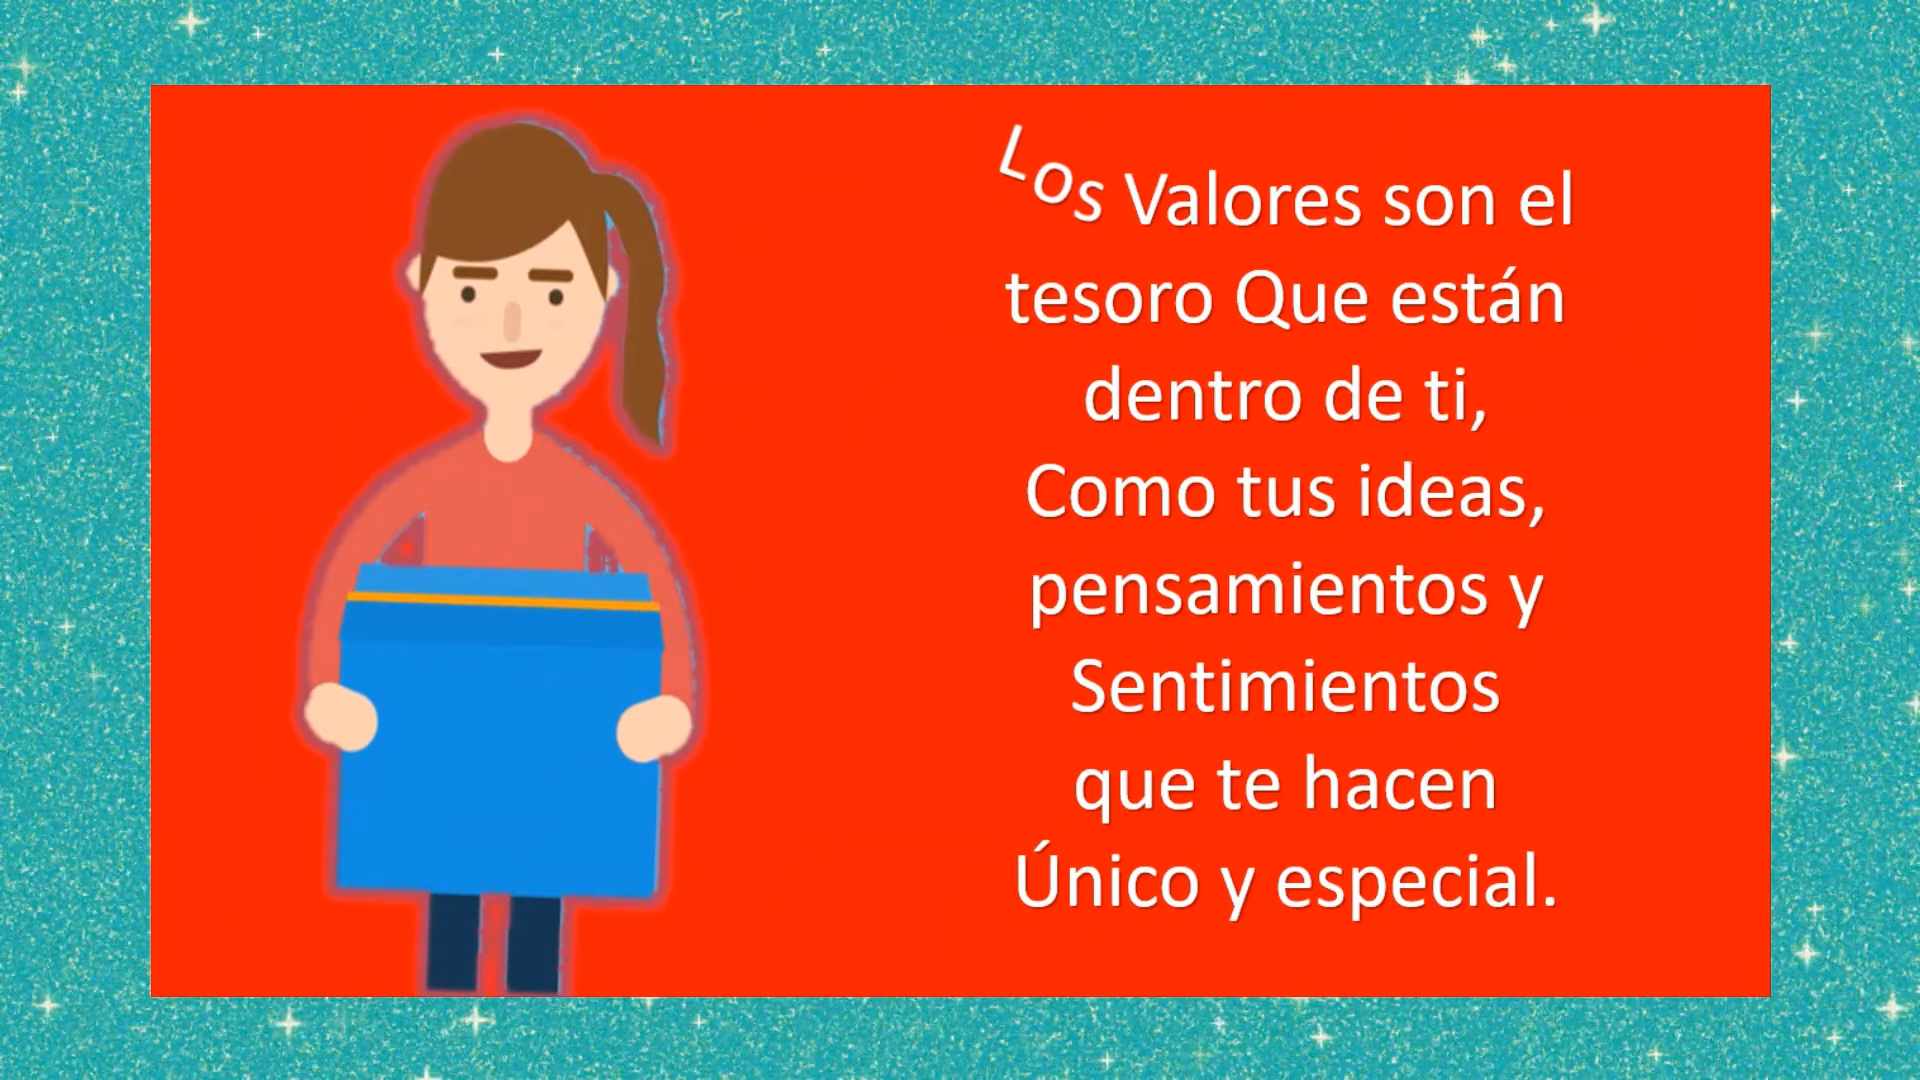 Los Valores son el
tesoro Que están
dentro de ti,
Como tus ideas,
pensamientos y
Sentimientos
que te hacen
Único y especial.